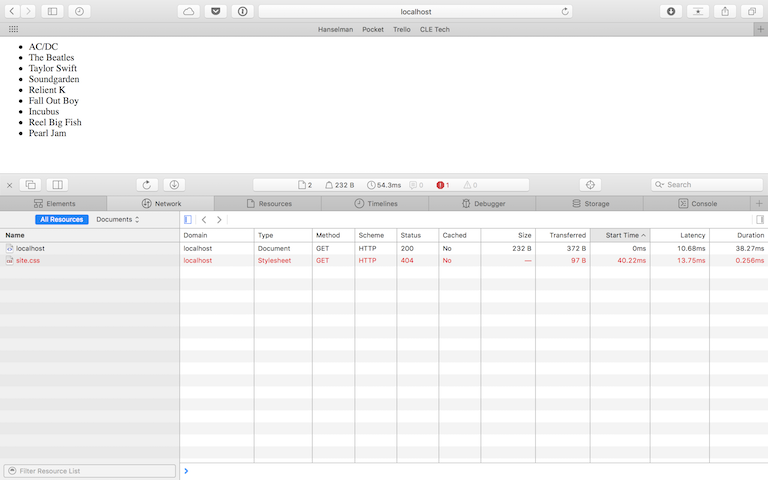 localhost
Hanselman Pocket Trello CLE Tech
AC/DC
The Beatles
Taylor Swift
Soundgarden
Relient K
Fall Out Boy
Incubus
Reel Big Fish
Pearl Jam
2 232 B 54.3ms 0 1 0 Search
Elements Network Resources Timelines Debugger Storage Console
All Resources Documents
Name Domain Type Method Scheme Status Cached Size Transferred Start Time Latency Duration
localhost localhost Document GET HTTP 200 No 232 B 372 B 0ms 10.68ms 38.27ms
site.css localhost Stylesheet GET HTTP 404 No — 97 B 40.22ms 13.75ms 0.256ms
Filter Resource List